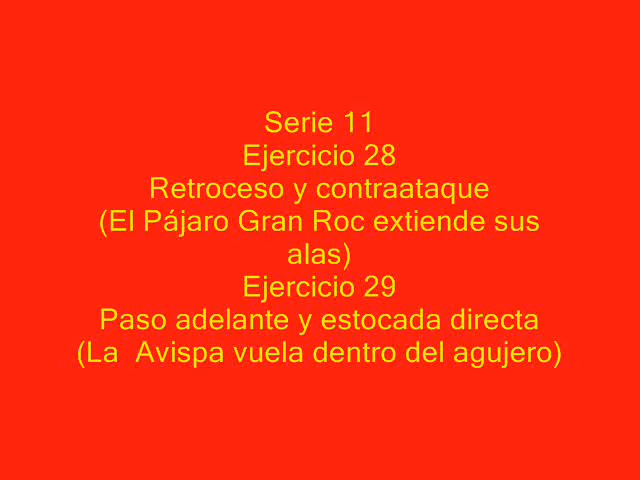 Serie 11
Ejercicio 28
Retroceso y contraataque
(El Pájaro Gran Roc extiende sus
alas)
Ejercicio 29
Paso adelante y estocada directa
(La  Avispa vuela dentro del agujero)